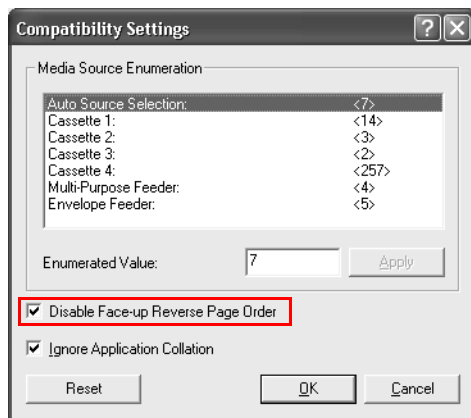 Compatibility Settings
Media Source Enumeration
Auto Source Selection: <7>
Cassette 1: <14>
Cassette 2: <3>
Cassette 3: <2>
Cassette 4: <257>
Multi-Purpose Feeder: <4>
Envelope Feeder: <5>
Enumerated Value: 7 Apply
Disable Face-up Reverse Page Order
Ignore Application Collation
Reset OK Cancel